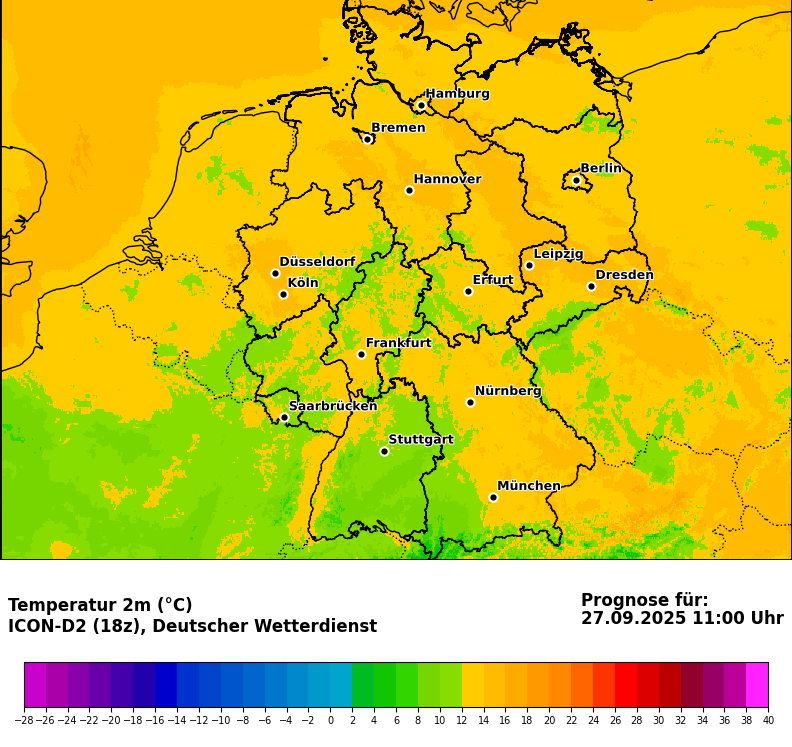 Hamburg
Bremen
Berlin
Hannover
Leipzig
Düsseldorf
Dresden
Köln
Erfurt
Frankfurt
Nürnberg
Saarbrücken
Stuttgart
München
Temperatur 2m (°C)
ICON-D2 (18z), Deutscher Wetterdienst
Prognose für:
27.09.2025 11:00 Uhr
−28 −26 −24 −22 −20 −18 −16 −14 −12 −10 −8 −6 −4 −2 0 2 4 6 8 10 12 14 16 18 20 22 24 26 28 30 32 34 36 38 40